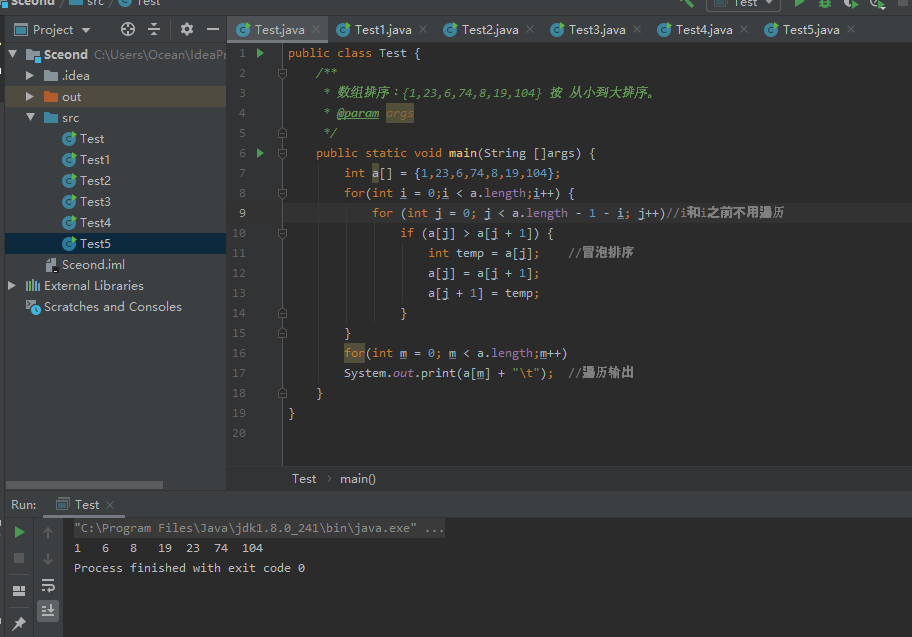 Sceond / src / Test
Test
Project
Test.java Test1.java Test2.java Test3.java Test4.java Test5.java
Sceond C:\Users\Ocean\IdeaPr
.idea
out
src
Test
Test1
Test2
Test3
Test4
Test5
Sceond.iml
External Libraries
Scratches and Consoles
1 public class Test {
2 /**
3 * 数组排序：{1,23,6,74,8,19,104} 按 从小到大排序。
4 * @param args
5 */
6 public static void main(String []args) {
7 int a[] = {1,23,6,74,8,19,104};
8 for(int i = 0;i < a.length;i++) {
9 for (int j = 0; j < a.length - 1 - i; j++)//i和i之前不用遍历
10 if (a[j] > a[j + 1]) {
11 int temp = a[j]; //冒泡排序
12 a[j] = a[j + 1];
13 a[j + 1] = temp;
14 }
15 }
16 for(int m = 0; m < a.length;m++)
17 System.out.print(a[m] + "\t"); //遍历输出
18 }
19 }
20
Test › main()
Run: Test
"C:\Program Files\Java\jdk1.8.0_241\bin\java.exe" ...
1 6 8 19 23 74 104
Process finished with exit code 0